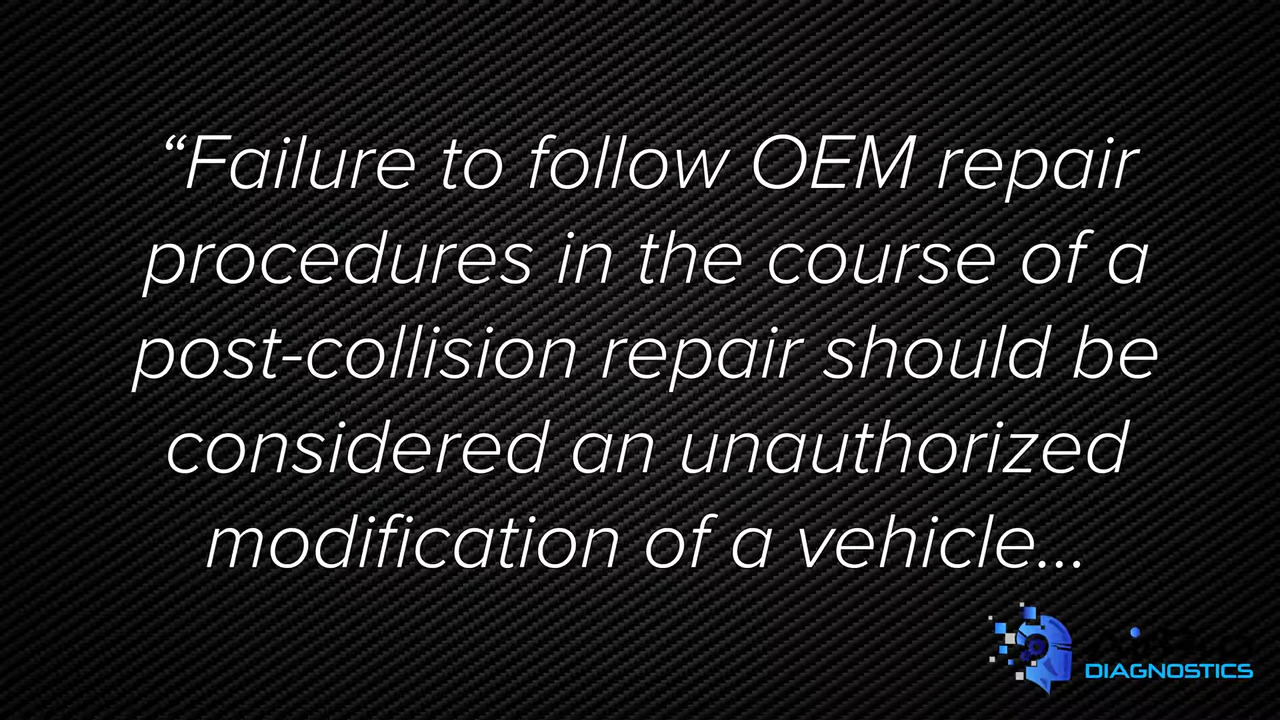 “Failure to follow OEM repair
procedures in the course of a
post-collision repair should be
considered an unauthorized
modification of a vehicle...
DIAGNOSTICS